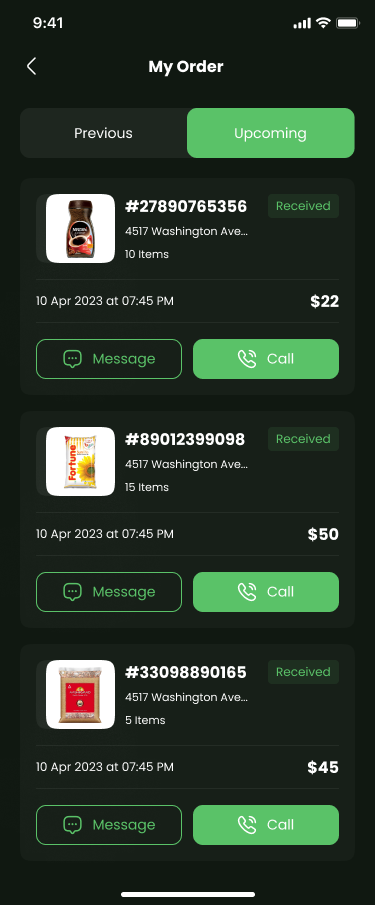 9:41
My Order
Previous
Upcoming
#27890765356
Received
4517 Washington Ave...
10 Items
10 Apr 2023 at 07:45 PM
$22
Message
Call
#89012399098
Received
4517 Washington Ave...
15 Items
Fortune
10 Apr 2023 at 07:45 PM
$50
Message
Call
#33098890165
Received
4517 Washington Ave...
5 Items
10 Apr 2023 at 07:45 PM
$45
Message
Call